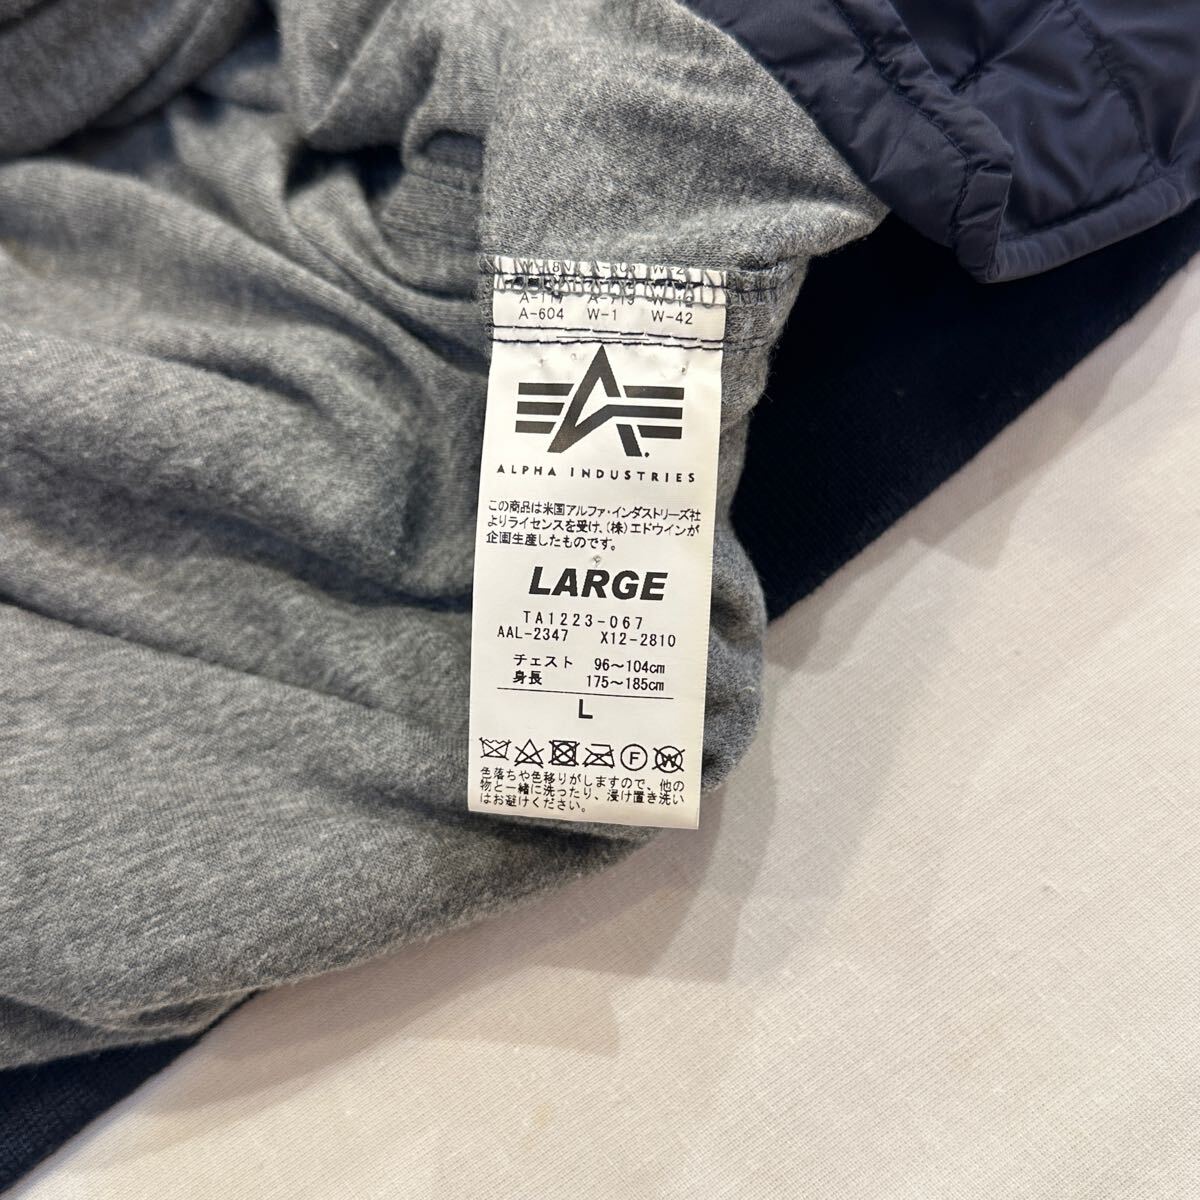 A-604 W-1 W-42
ALPHA INDUSTRIES
この商品は米国アルファ・インダストリーズ社
よりライセンスを受け、(株)エドウインが
企画生産したものです。
LARGE
TA1223-067
AAL-2347 X12-2810
チェスト 96～104cm
身長 175～185cm
L
F W
色落ちや色移りがしますので、他の
物と一緒に洗ったり、浸け置き洗い
はお避けください。